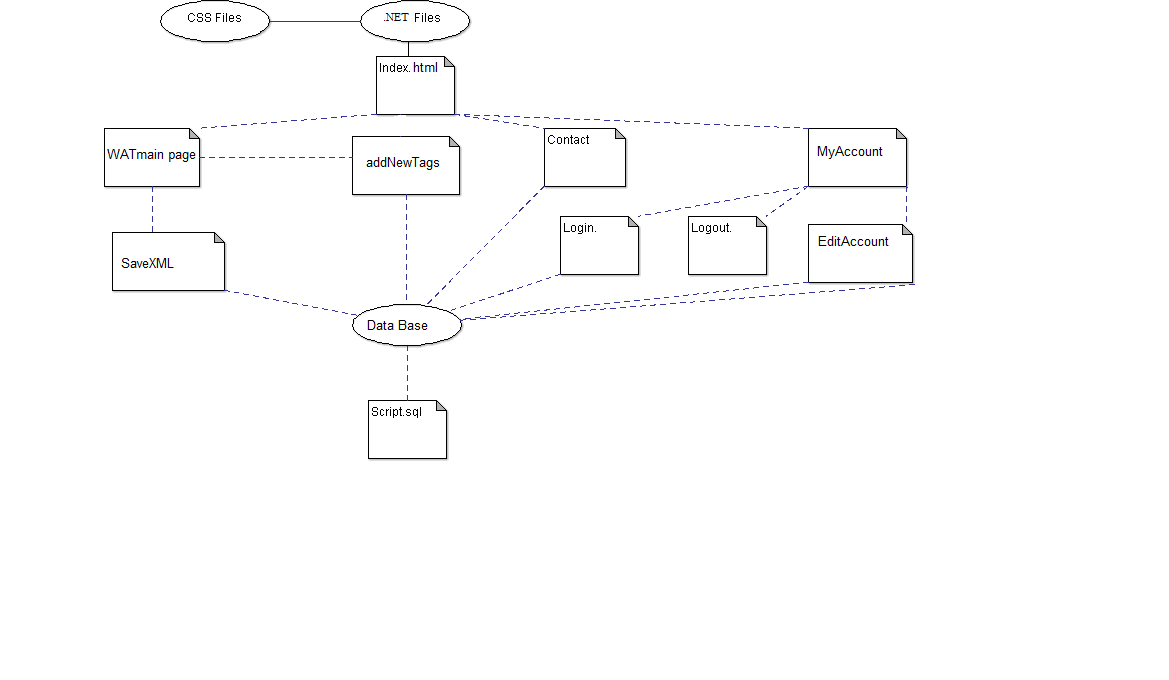 CSS Files
.NET Files
Index.html
WATmain page
addNewTags
Contact
MyAccount
Login.
Logout.
EditAccount
SaveXML
Data Base
Script.sql